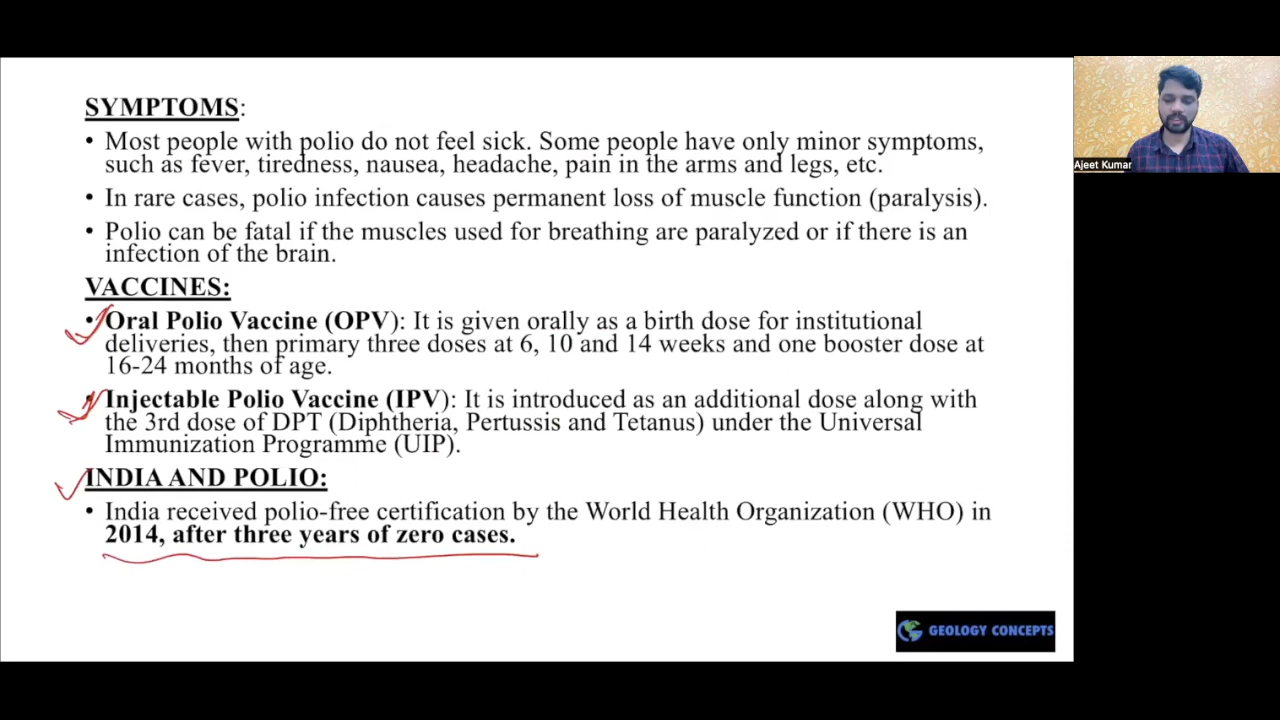 SYMPTOMS:
• Most people with polio do not feel sick. Some people have only minor symptoms,
such as fever, tiredness, nausea, headache, pain in the arms and legs, etc.
• In rare cases, polio infection causes permanent loss of muscle function (paralysis).
• Polio can be fatal if the muscles used for breathing are paralyzed or if there is an
infection of the brain.
VACCINES:
• Oral Polio Vaccine (OPV): It is given orally as a birth dose for institutional
deliveries, then primary three doses at 6, 10 and 14 weeks and one booster dose at
16-24 months of age.
• Injectable Polio Vaccine (IPV): It is introduced as an additional dose along with
the 3rd dose of DPT (Diphtheria, Pertussis and Tetanus) under the Universal
Immunization Programme (UIP).
INDIA AND POLIO:
• India received polio-free certification by the World Health Organization (WHO) in
2014, after three years of zero cases.
GEOLOGY CONCEPTS
Ajeet Kumar